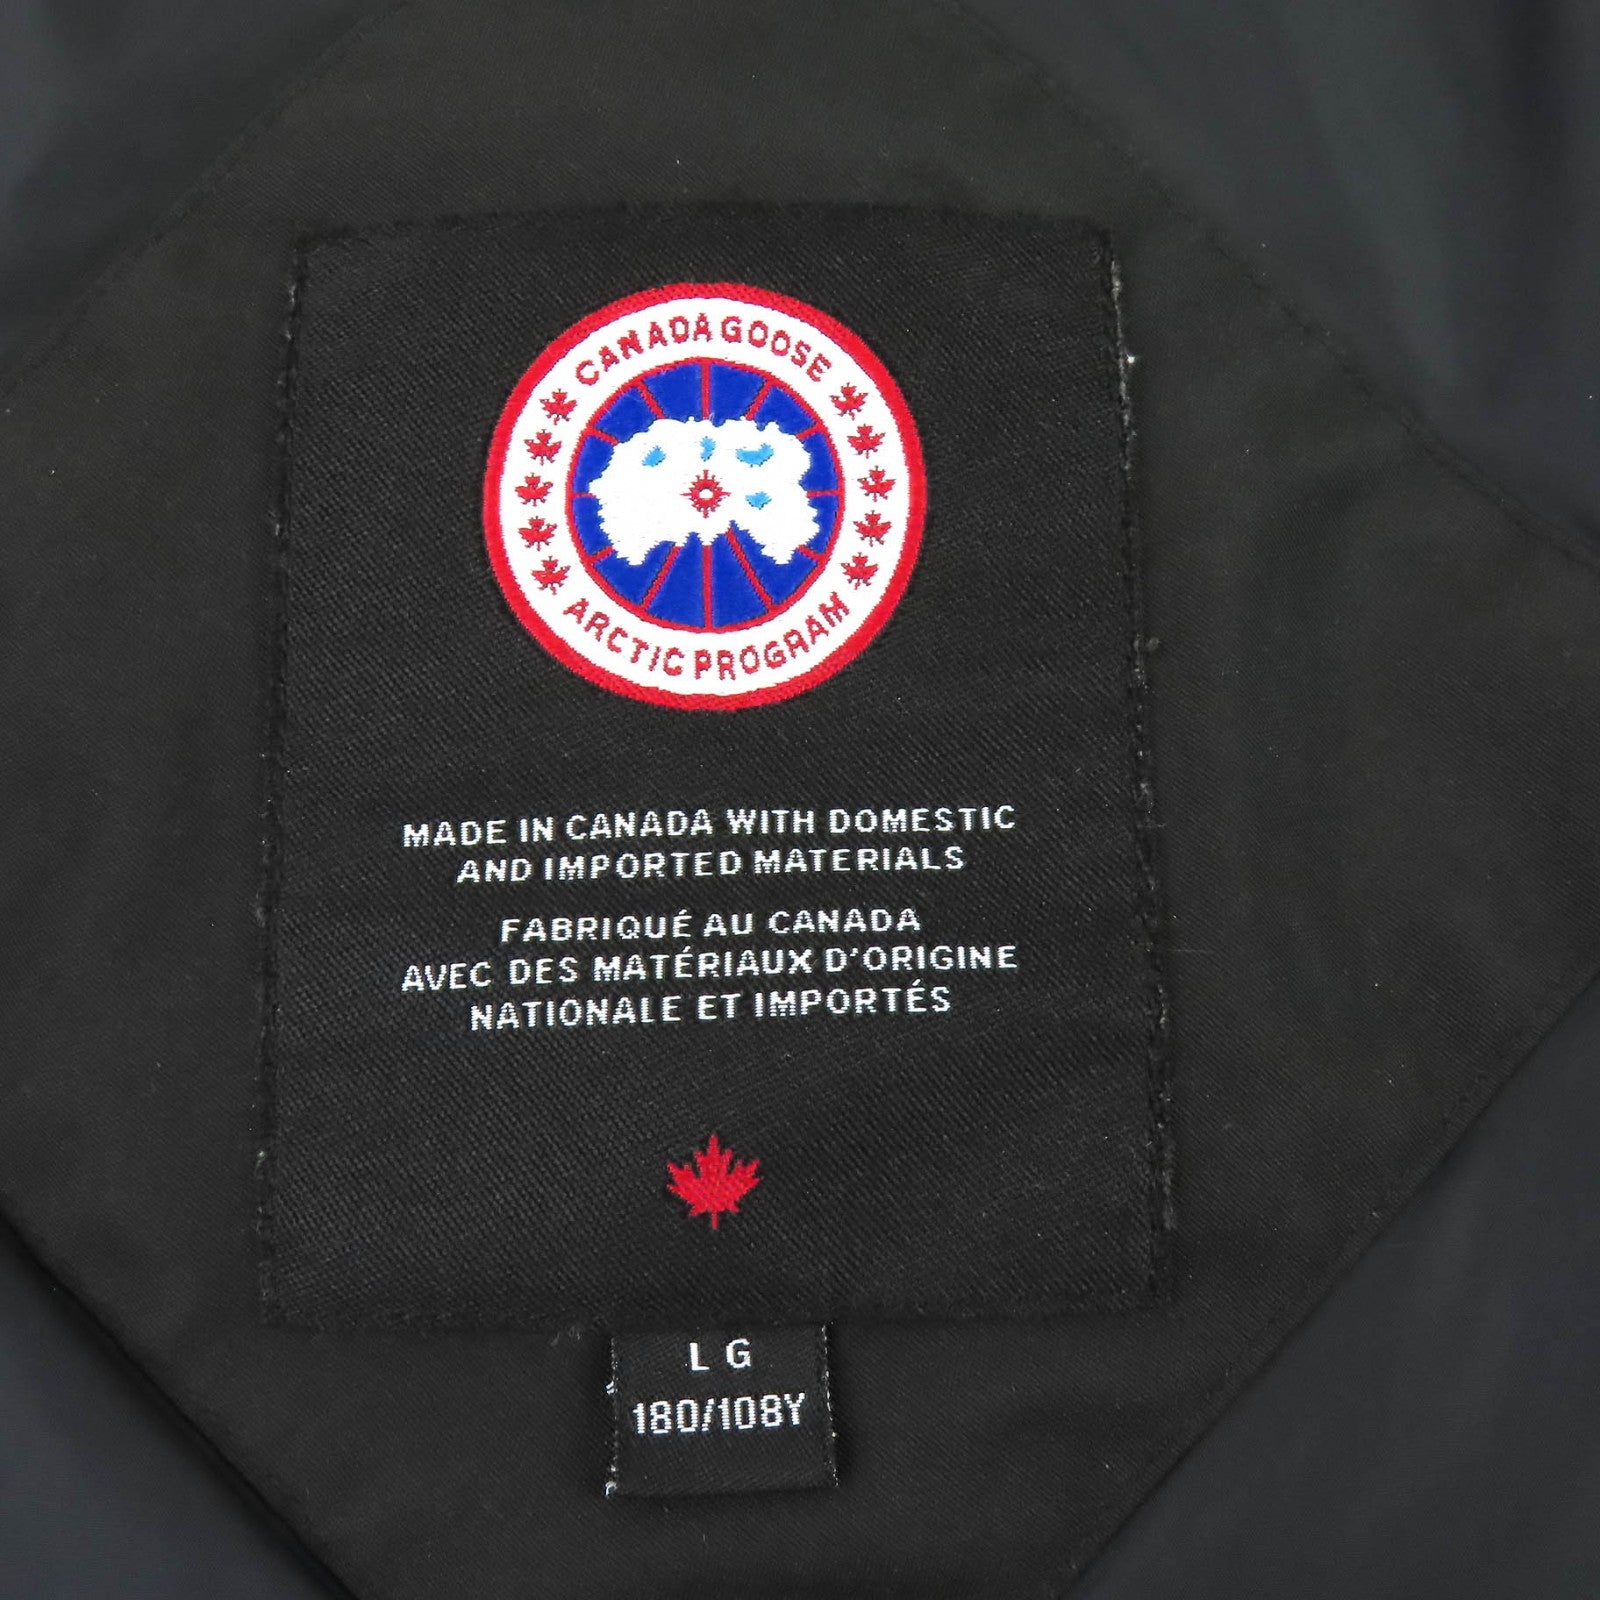 CANADA GOOSE
ARCTIC PROGRAM
MADE IN CANADA WITH DOMESTIC
AND IMPORTED MATERIALS
FABRIQUÉ AU CANADA
AVEC DES MATÉRIAUX D'ORIGINE
NATIONALE ET IMPORTÉS
LG
180/108Y